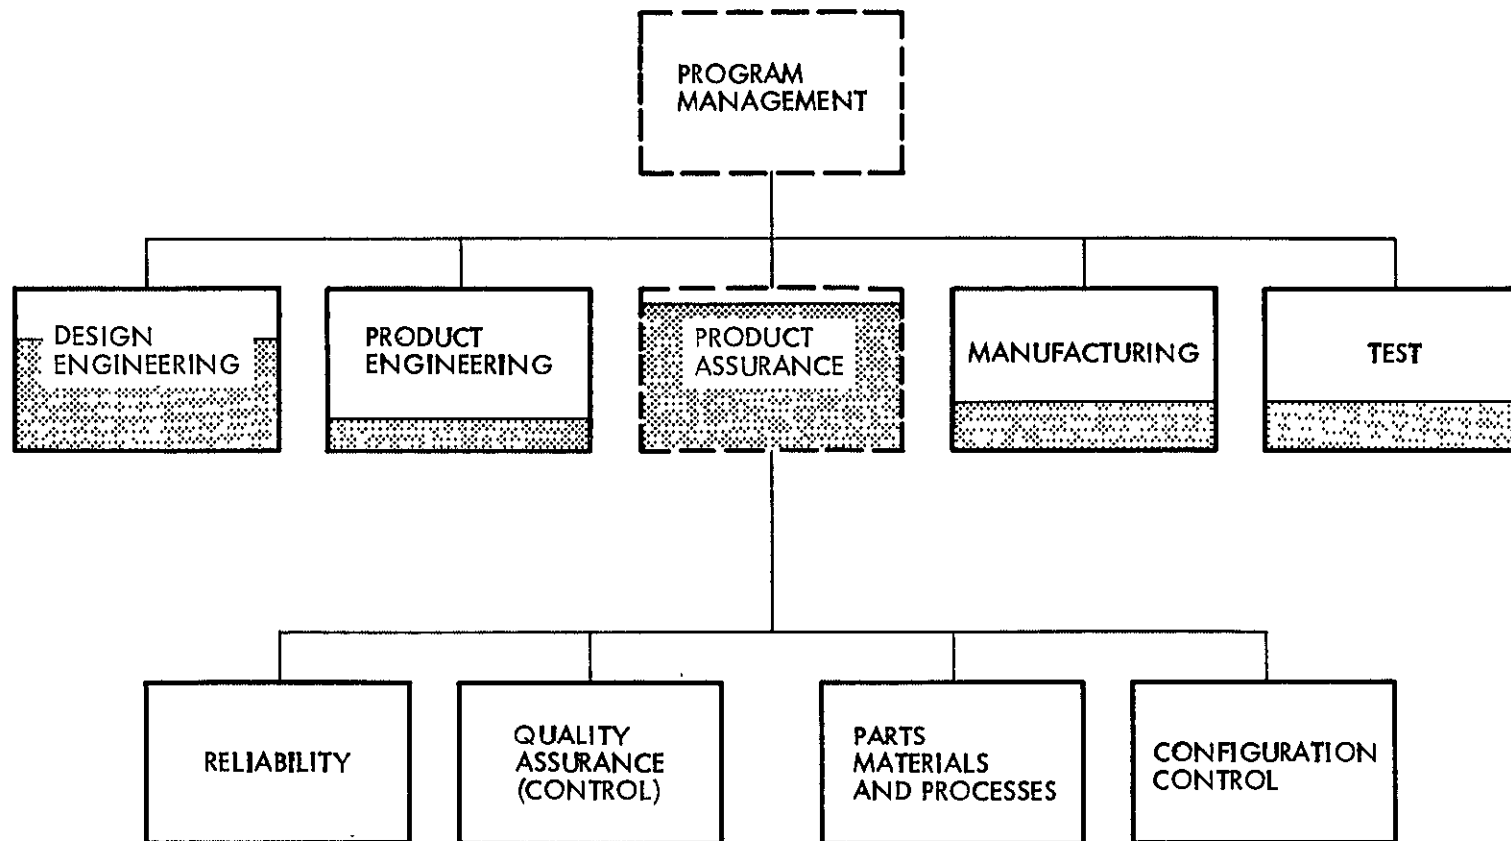 PROGRAM
MANAGEMENT
DESIGN
ENGINEERING
PRODUCT
ENGINEERING
PRODUCT
ASSURANCE
MANUFACTURING
TEST
RELIABILITY
QUALITY
ASSURANCE
(CONTROL)
PARTS
MATERIALS
AND PROCESSES
CONFIGURATION
CONTROL